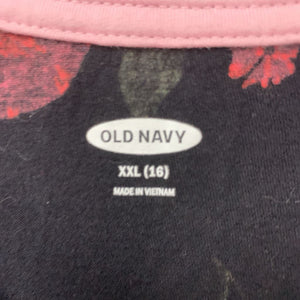 OLD NAVY
XXL (16)
MADE IN VIETNAM